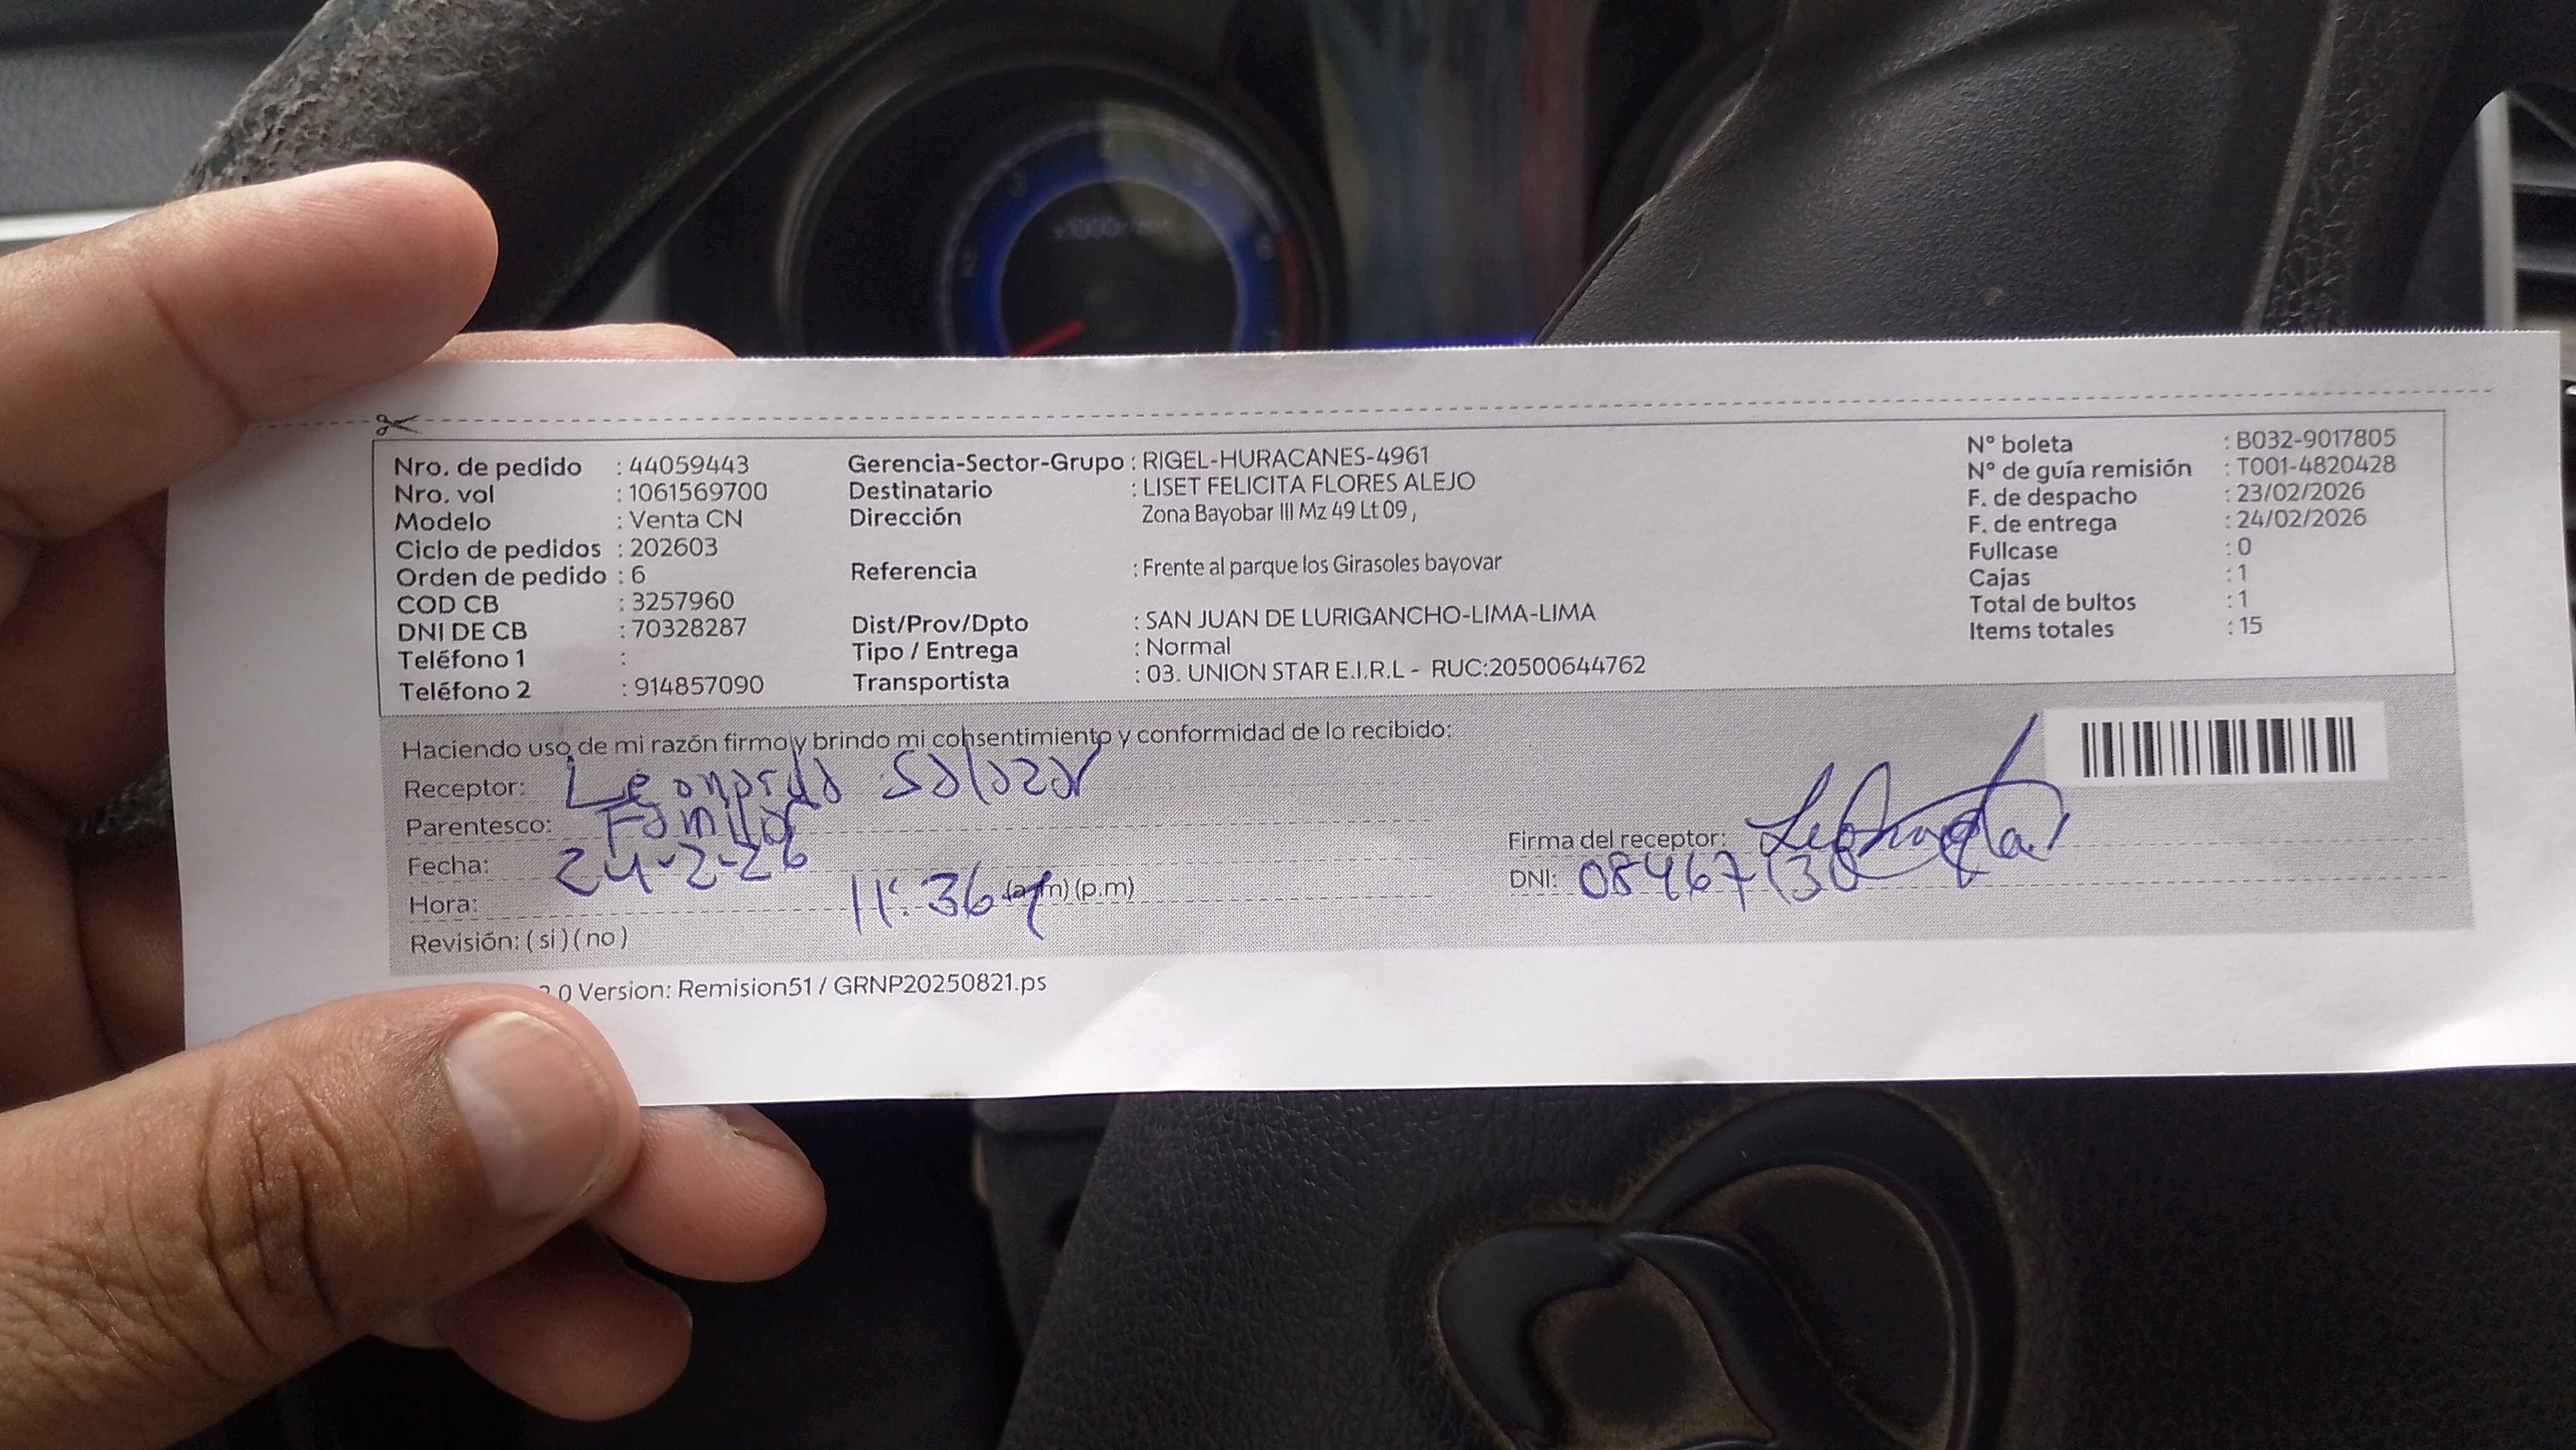 Nro. de pedido : 44059443
Nro. vol : 1061569700
Modelo : Venta CN
Ciclo de pedidos : 202603
Orden de pedido : 6
COD CB : 3257960
DNI DE CB : 70328287
Teléfono 1 :
Teléfono 2 : 914857090
Gerencia-Sector-Grupo : RIGEL-HURACANES-4961
Destinatario : LISET FELICITA FLORES ALEJO
Dirección Zona Bayobar III Mz 49 Lt 09 ,
Referencia : Frente al parque los Girasoles bayovar
Dist/Prov/Dpto : SAN JUAN DE LURIGANCHO-LIMA-LIMA
Tipo / Entrega : Normal
Transportista : 03. UNION STAR E.I.R.L - RUC:20500644762
N° boleta : B032-9017805
N° de guía remisión : T001-4820428
F. de despacho : 23/02/2026
F. de entrega : 24/02/2026
Fullcase : 0
Cajas : 1
Total de bultos : 1
Items totales : 15
Haciendo uso de mi razón firmo y brindo mi consentimiento y conformidad de lo recibido:
Receptor: Leonardo Salazar
Parentesco: Familiar
Fecha: 24-2-26
Hora: 11:36 (a.m) (p.m)
Revisión: ( si ) ( no )
Firma del receptor:
DNI: 08467130
.0 Version: Remision51 / GRNP20250821.ps